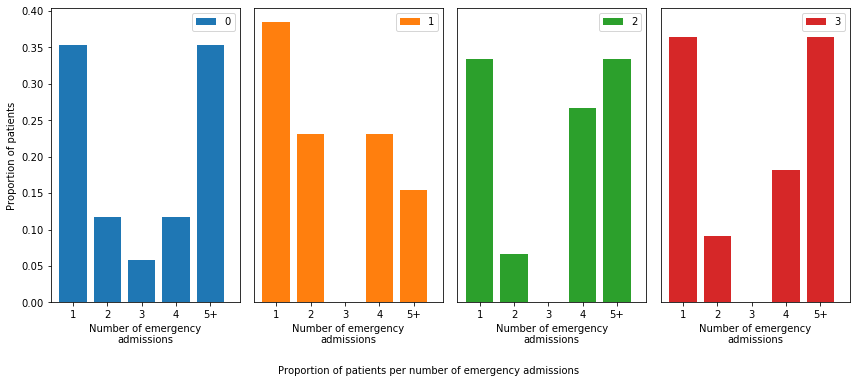 0
1
2
3
0.40
0.35
0.30
0.25
0.20
0.15
0.10
0.05
0.00
Proportion of patients
1 2 3 4 5+
1 2 3 4 5+
1 2 3 4 5+
1 2 3 4 5+
Number of emergency
admissions
Number of emergency
admissions
Number of emergency
admissions
Number of emergency
admissions
Proportion of patients per number of emergency admissions